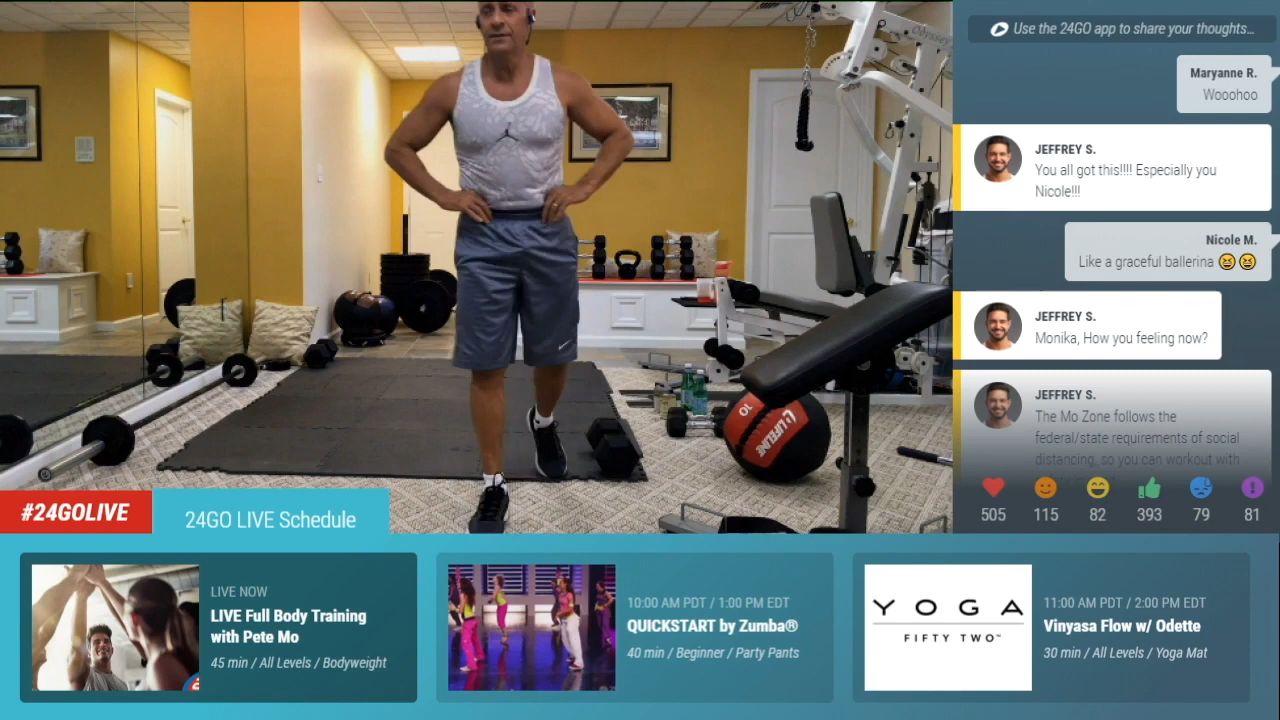 Use the 24GO app to share your thoughts...
Maryanne R.
Wooohoo
JEFFREY S.
You all got this!!!! Especially you
Nicole!!!
Nicole M.
Like a graceful ballerina 😆 😆
JEFFREY S.
Monika, How you feeling now?
JEFFREY S.
The Mo Zone follows the
federal/state requirements of social
distancing, so you can workout with
505
115
82
393
79
81
Odyssey
10
LIFELINE
#24GOLIVE
24GO LIVE Schedule
LIVE NOW
LIVE Full Body Training
with Pete Mo
45 min / All Levels / Bodyweight
10:00 AM PDT / 1:00 PM EDT
QUICKSTART by Zumba®
40 min / Beginner / Party Pants
YOGA
FIFTY TWO™
11:00 AM PDT / 2:00 PM EDT
Vinyasa Flow w/ Odette
30 min / All Levels / Yoga Mat